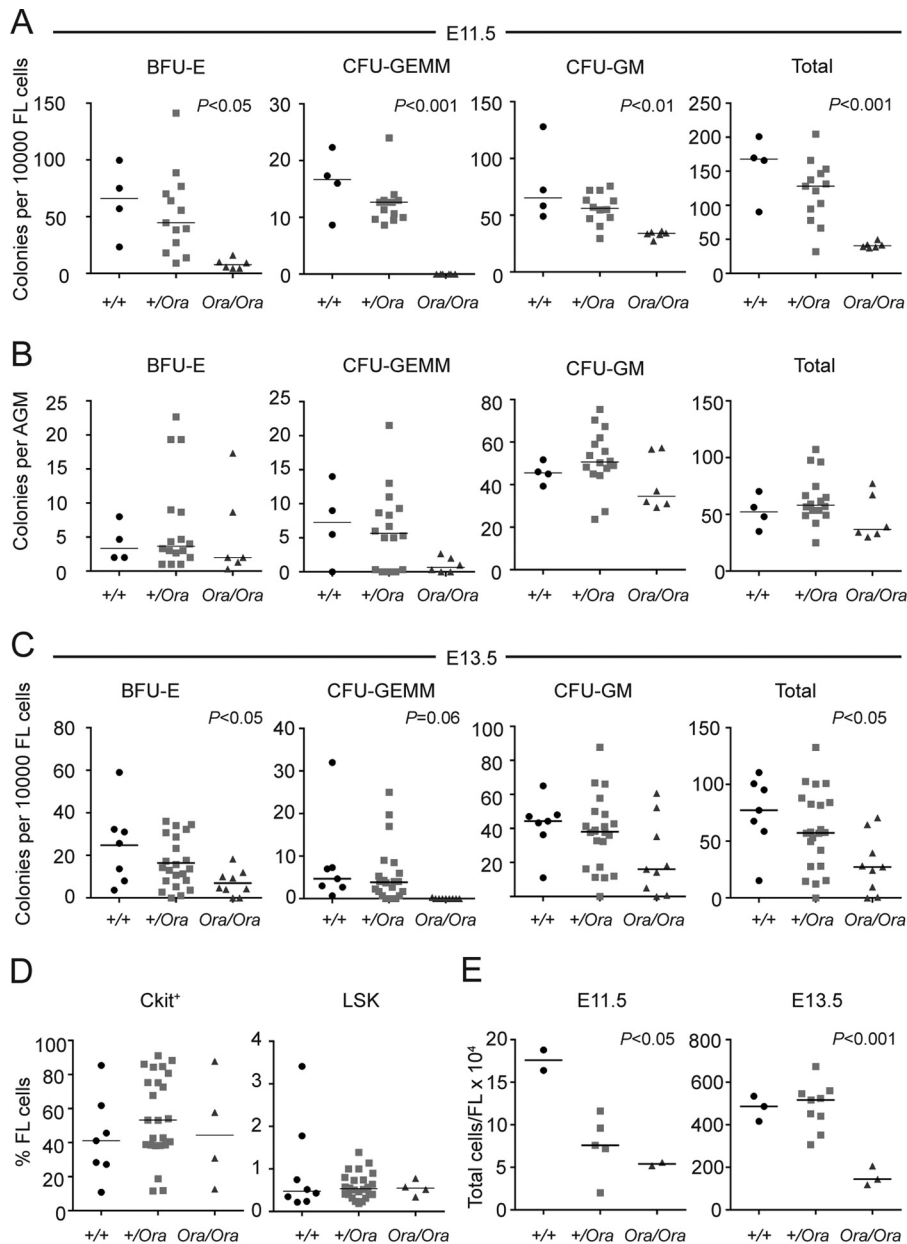 A
E11.5
BFU-E CFU-GEMM CFU-GM Total
Colonies per 10000 FL cells
150 100 50 0
P<0.05
30 20 10 0
P<0.001
150 100 50 0
P<0.01
250 200 150 100 50 0
P<0.001
+/+ +/Ora Ora/Ora +/+ +/Ora Ora/Ora +/+ +/Ora Ora/Ora +/+ +/Ora Ora/Ora
B
BFU-E CFU-GEMM CFU-GM Total
Colonies per AGM
25 20 15 10 5 0
25 20 15 10 5 0
80 60 40 20 0
150 100 50 0
+/+ +/Ora Ora/Ora +/+ +/Ora Ora/Ora +/+ +/Ora Ora/Ora +/+ +/Ora Ora/Ora
C
E13.5
BFU-E CFU-GEMM CFU-GM Total
Colonies per 10000 FL cells
80 60 40 20 0
P<0.05
40 30 20 10 0
P=0.06
100 80 60 40 20 0
150 100 50 0
P<0.05
+/+ +/Ora Ora/Ora +/+ +/Ora Ora/Ora +/+ +/Ora Ora/Ora +/+ +/Ora Ora/Ora
D
Ckit⁺ LSK
% FL cells
100 80 60 40 20 0
4 3 2 1 0
+/+ +/Ora Ora/Ora +/+ +/Ora Ora/Ora
E
E11.5 E13.5
Total cells/FL x 10⁴
20 15 10 5 0
P<0.05
800 600 400 200 0
P<0.001
+/+ +/Ora Ora/Ora +/+ +/Ora Ora/Ora